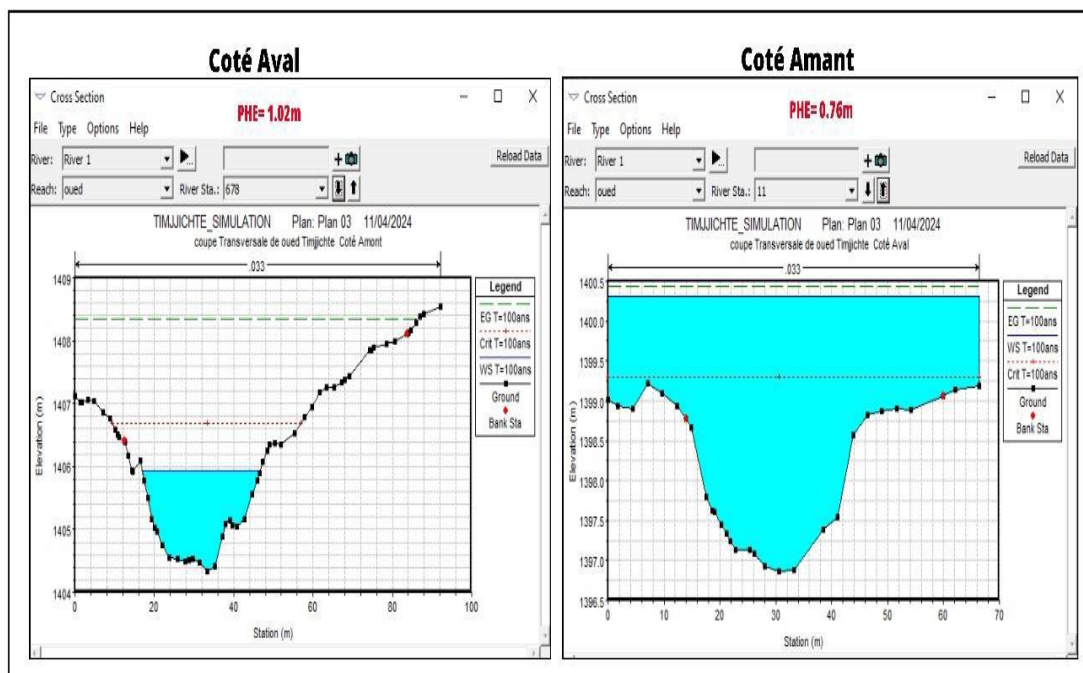 Coté Aval
Cross Section
PHE= 1.02m
File Type Options Help
River: River 1
Reload Data
Reach: oued River Sta.: 678
TIMJJICHTE_SIMULATION Plan: Plan 03 11/04/2024
coupe Transversale de oued Timjjichte Coté Amont
.033
Legend
EG T=100ans
Crit T=100ans
WS T=100ans
Ground
Bank Sta
Elevation (m)
1409
1408
1407
1406
1405
1404
0 20 40 60 80 100
Station (m)
Coté Amant
Cross Section
PHE= 0.76m
File Type Options Help
River: River 1
Reload Data
Reach: oued River Sta.: 11
TIMJJICHTE_SIMULATION Plan: Plan 03 11/04/2024
coupe Transversale de oued Timjjichte Coté Aval
.033
Legend
EG T=100ans
WS T=100ans
Crit T=100ans
Ground
Bank Sta
Elevation (m)
1400.5
1400.0
1399.5
1399.0
1398.5
1398.0
1397.5
1397.0
1396.5
0 10 20 30 40 50 60 70
Station (m)